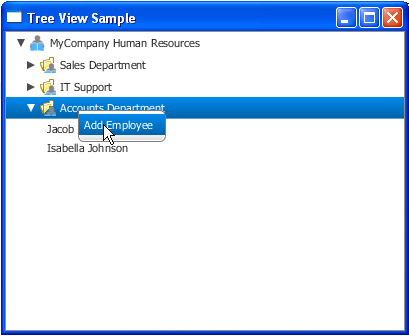 Tree View Sample
MyCompany Human Resources
Sales Department
IT Support
Accounts Department
Add Employee
Jacob
Isabella Johnson